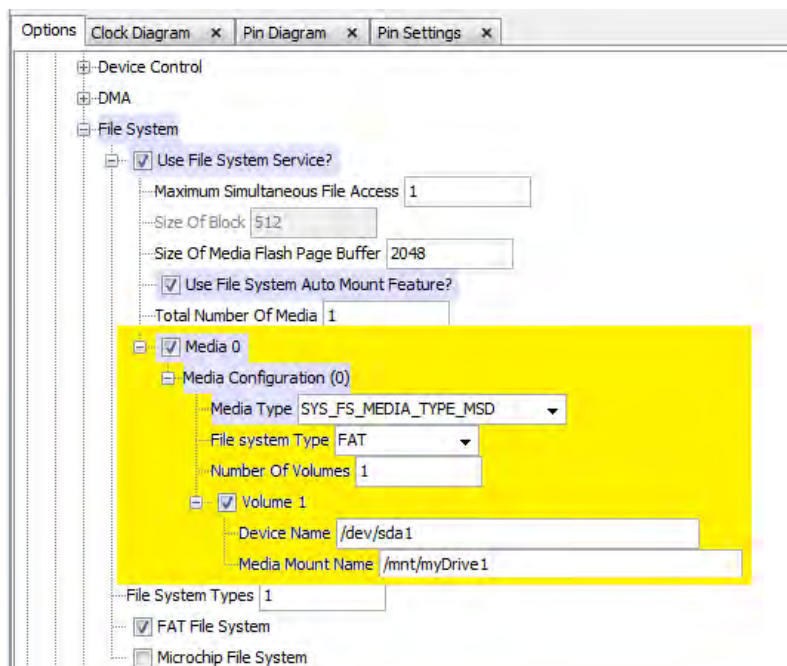 Options Clock Diagram × Pin Diagram × Pin Settings ×
Device Control
DMA
File System
Use File System Service?
Maximum Simultaneous File Access 1
Size Of Block 512
Size Of Media Flash Page Buffer 2048
Use File System Auto Mount Feature?
Total Number Of Media 1
Media 0
Media Configuration (0)
Media Type SYS_FS_MEDIA_TYPE_MSD
File system Type FAT
Number Of Volumes 1
Volume 1
Device Name /dev/sda1
Media Mount Name /mnt/myDrive1
File System Types 1
FAT File System
Microchip File System